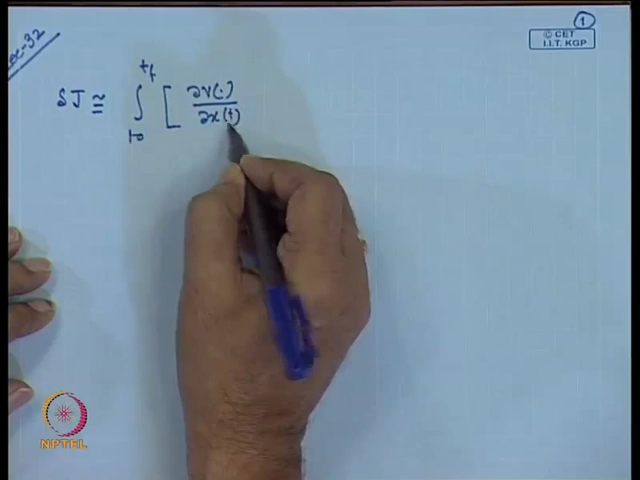 1
© CET
I.I.T. KGP
Lec-32
δJ ≅ ∫_{t0}^{tf} [ ∂V(.)/∂x(t)
NPTEL